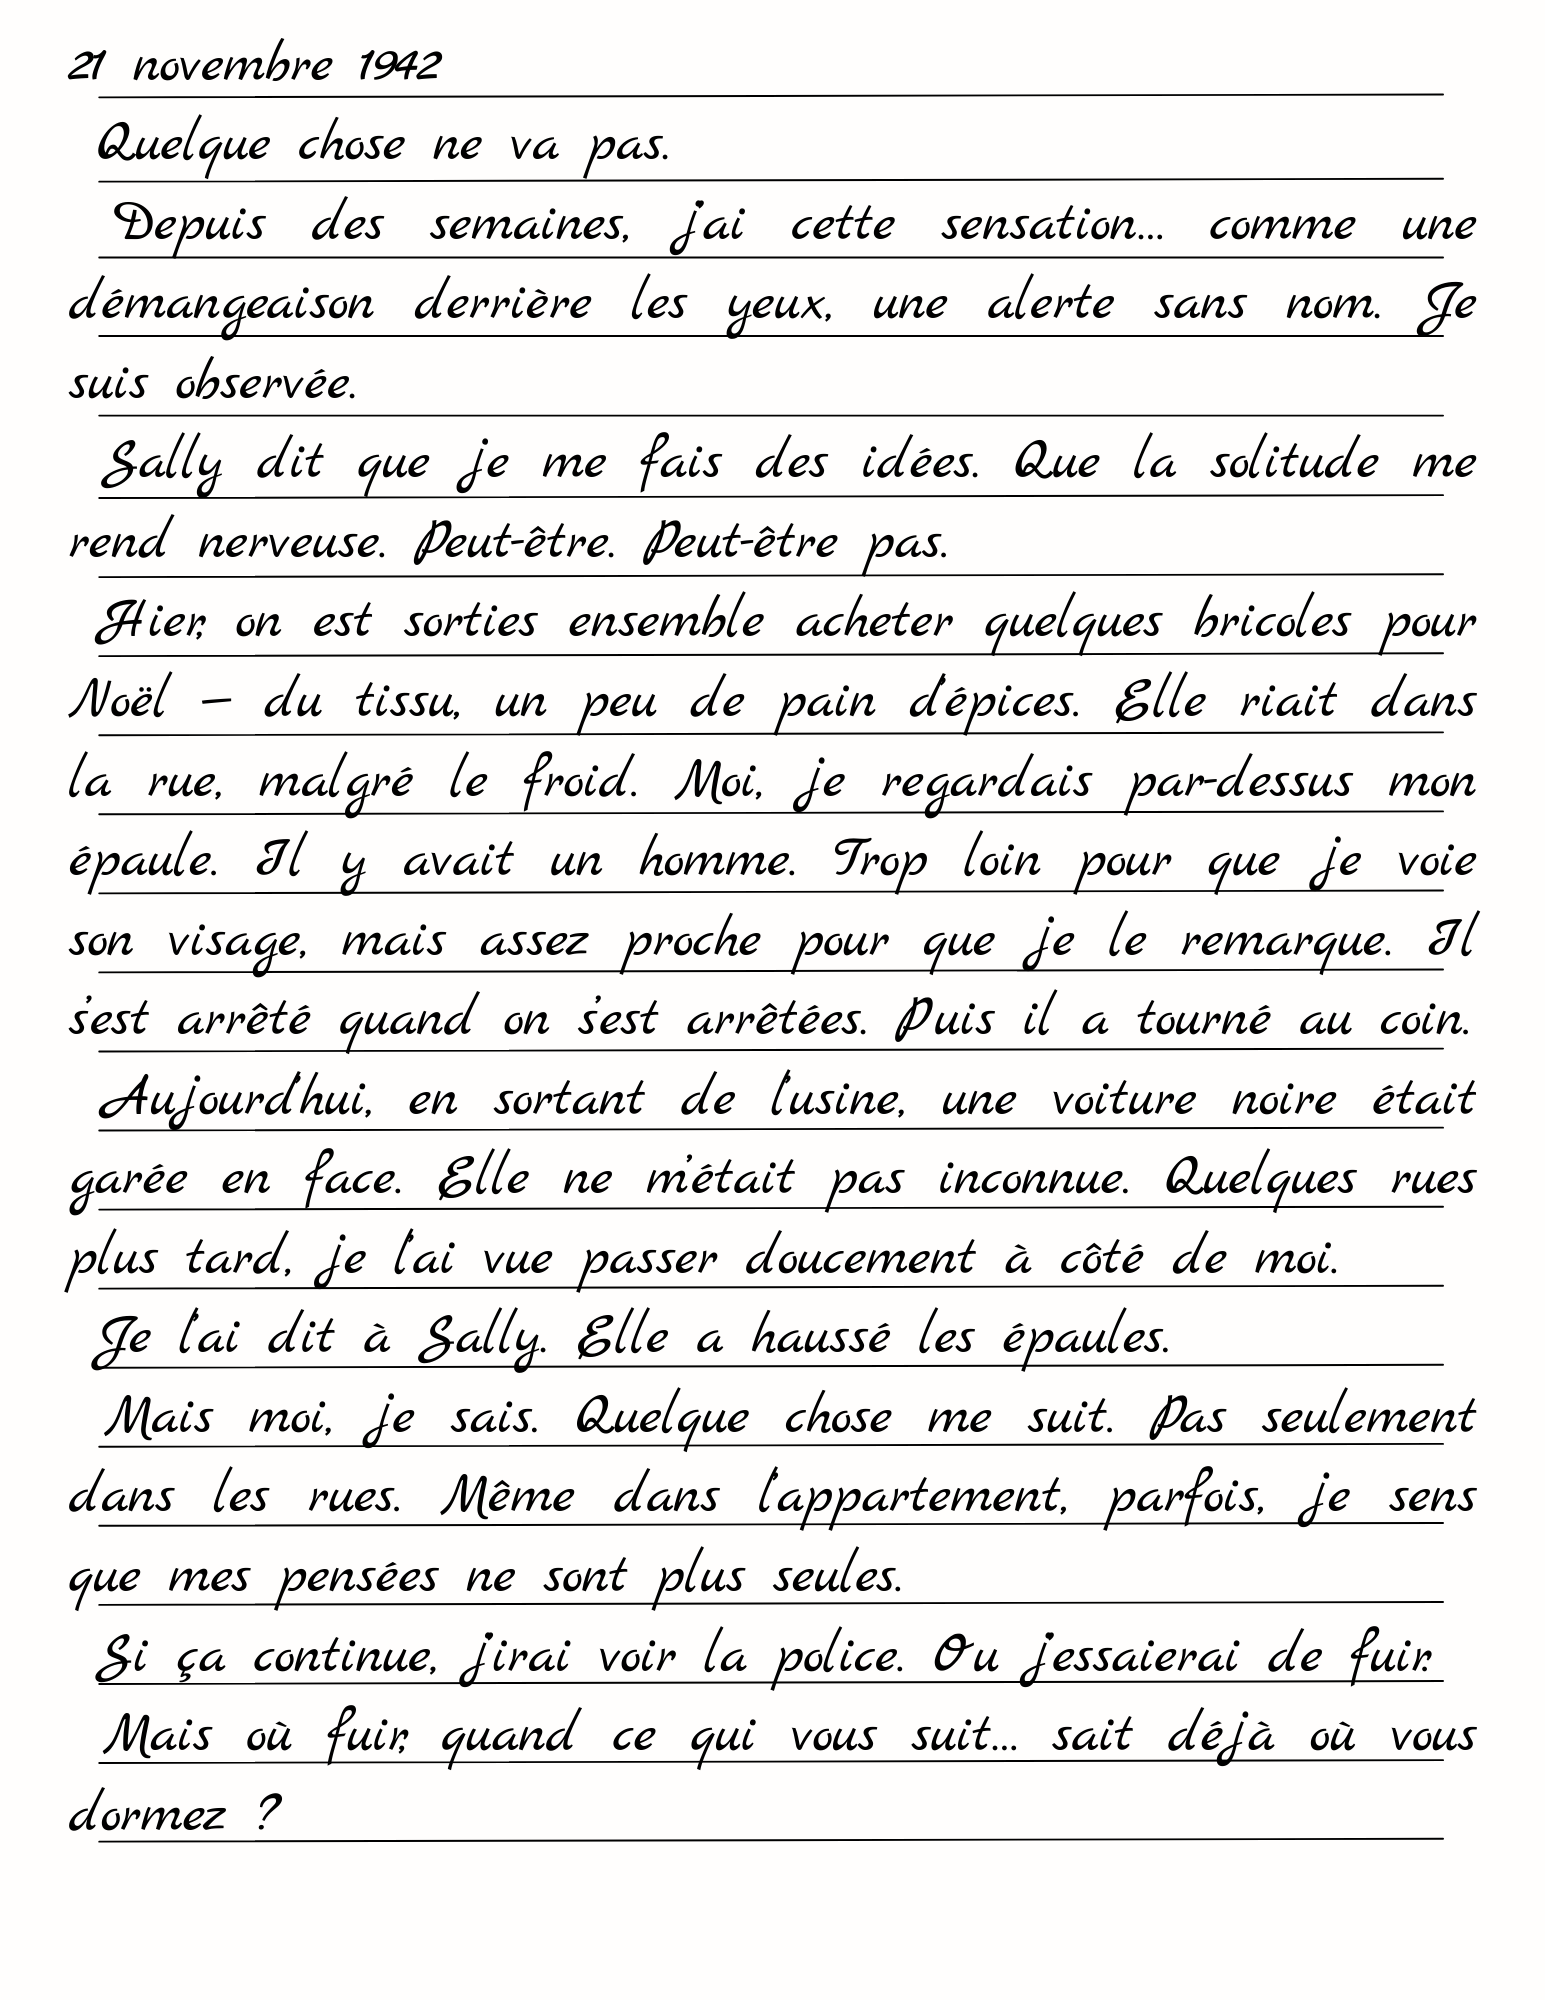 21 novembre 1942
Quelque chose ne va pas.
Depuis des semaines, j'ai cette sensation... comme une
démangeaison derrière les yeux, une alerte sans nom. Je
suis observée.
Sally dit que je me fais des idées. Que la solitude me
rend nerveuse. Peut-être. Peut-être pas.
Hier, on est sorties ensemble acheter quelques bricoles pour
Noël – du tissu, un peu de pain d'épices. Elle riait dans
la rue, malgré le froid. Moi, je regardais par-dessus mon
épaule. Il y avait un homme. Trop loin pour que je voie
son visage, mais assez proche pour que je le remarque. Il
s'est arrêté quand on s'est arrêtées. Puis il a tourné au coin.
Aujourd'hui, en sortant de l'usine, une voiture noire était
garée en face. Elle ne m'était pas inconnue. Quelques rues
plus tard, je l'ai vue passer doucement à côté de moi.
Je l'ai dit à Sally. Elle a haussé les épaules.
Mais moi, je sais. Quelque chose me suit. Pas seulement
dans les rues. Même dans l'appartement, parfois, je sens
que mes pensées ne sont plus seules.
Si ça continue, j'irai voir la police. Ou j'essaierai de fuir.
Mais où fuir, quand ce qui vous suit... sait déjà où vous
dormez ?